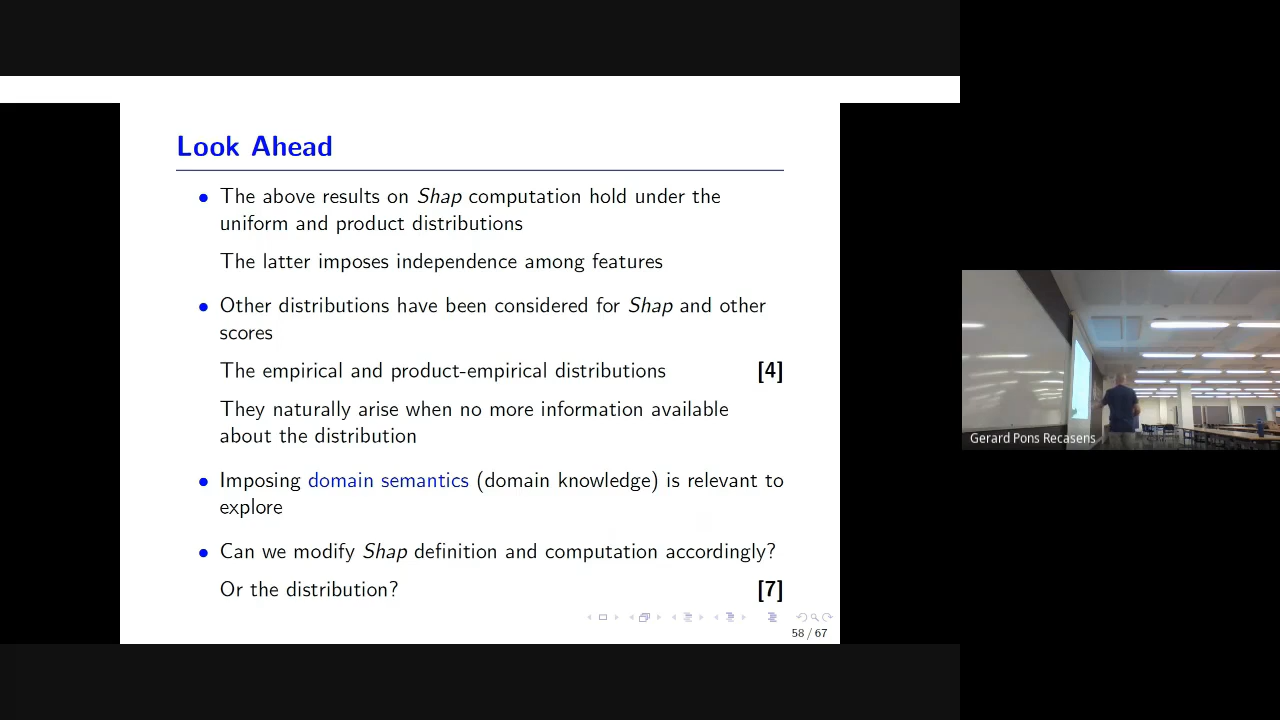 Look Ahead
• The above results on Shap computation hold under the
uniform and product distributions
The latter imposes independence among features
• Other distributions have been considered for Shap and other
scores
The empirical and product-empirical distributions [4]
They naturally arise when no more information available
about the distribution
• Imposing domain semantics (domain knowledge) is relevant to
explore
• Can we modify Shap definition and computation accordingly?
Or the distribution? [7]
58 / 67
Gerard Pons Recasens